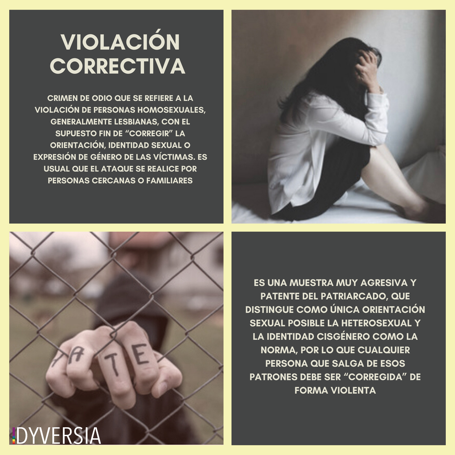 VIOLACIÓN
CORRECTIVA
CRIMEN DE ODIO QUE SE REFIERE A LA
VIOLACIÓN DE PERSONAS HOMOSEXUALES,
GENERALMENTE LESBIANAS, CON EL
SUPUESTO FIN DE “CORREGIR” LA
ORIENTACIÓN, IDENTIDAD SEXUAL O
EXPRESIÓN DE GÉNERO DE LAS VÍCTIMAS. ES
USUAL QUE EL ATAQUE SE REALICE POR
PERSONAS CERCANAS O FAMILIARES
ATE
ES UNA MUESTRA MUY AGRESIVA Y
PATENTE DEL PATRIARCADO, QUE
DISTINGUE COMO ÚNICA ORIENTACIÓN
SEXUAL POSIBLE LA HETEROSEXUAL Y
LA IDENTIDAD CISGÉNERO COMO LA
NORMA, POR LO QUE CUALQUIER
PERSONA QUE SALGA DE ESOS
PATRONES DEBE SER “CORREGIDA” DE
FORMA VIOLENTA
DYVERSIA